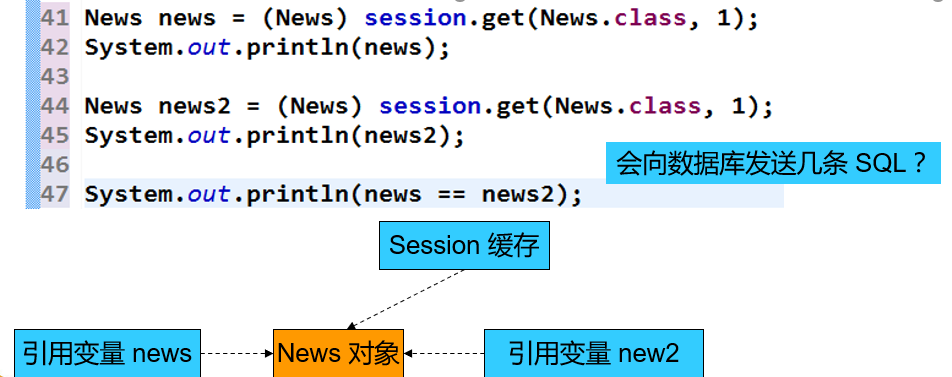 41 News news = (News) session.get(News.class, 1);
42 System.out.println(news);
43
44 News news2 = (News) session.get(News.class, 1);
45 System.out.println(news2);
46
会向数据库发送几条 SQL？
47 System.out.println(news == news2);
Session 缓存
引用变量 news
News 对象
引用变量 new2